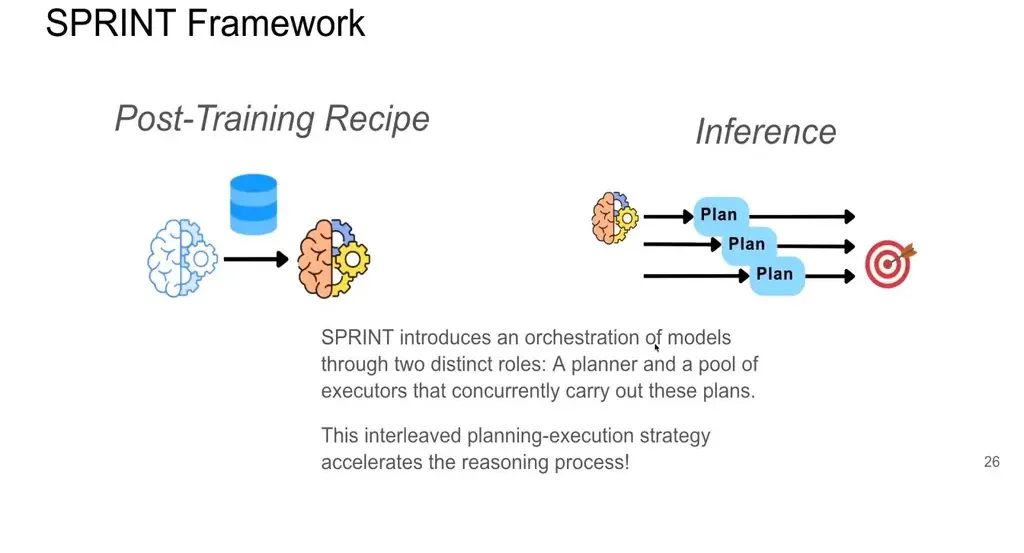 SPRINT Framework
Post-Training Recipe
Inference
Plan
Plan
Plan
SPRINT introduces an orchestration of models
through two distinct roles: A planner and a pool of
executors that concurrently carry out these plans.
This interleaved planning-execution strategy
accelerates the reasoning process!
26